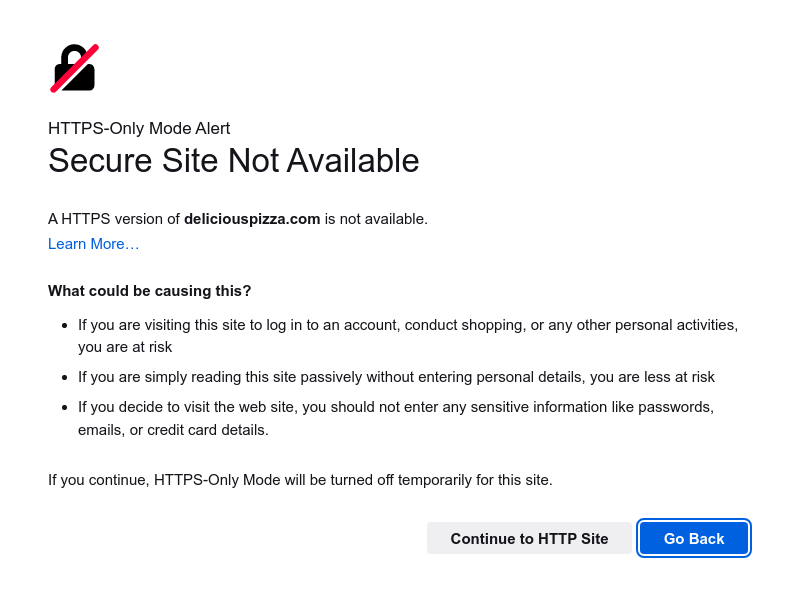 HTTPS-Only Mode Alert
Secure Site Not Available
A HTTPS version of deliciouspizza.com is not available.
Learn More…
What could be causing this?
• If you are visiting this site to log in to an account, conduct shopping, or any other personal activities,
you are at risk
• If you are simply reading this site passively without entering personal details, you are less at risk
• If you decide to visit the web site, you should not enter any sensitive information like passwords,
emails, or credit card details.
If you continue, HTTPS-Only Mode will be turned off temporarily for this site.
Continue to HTTP Site
Go Back